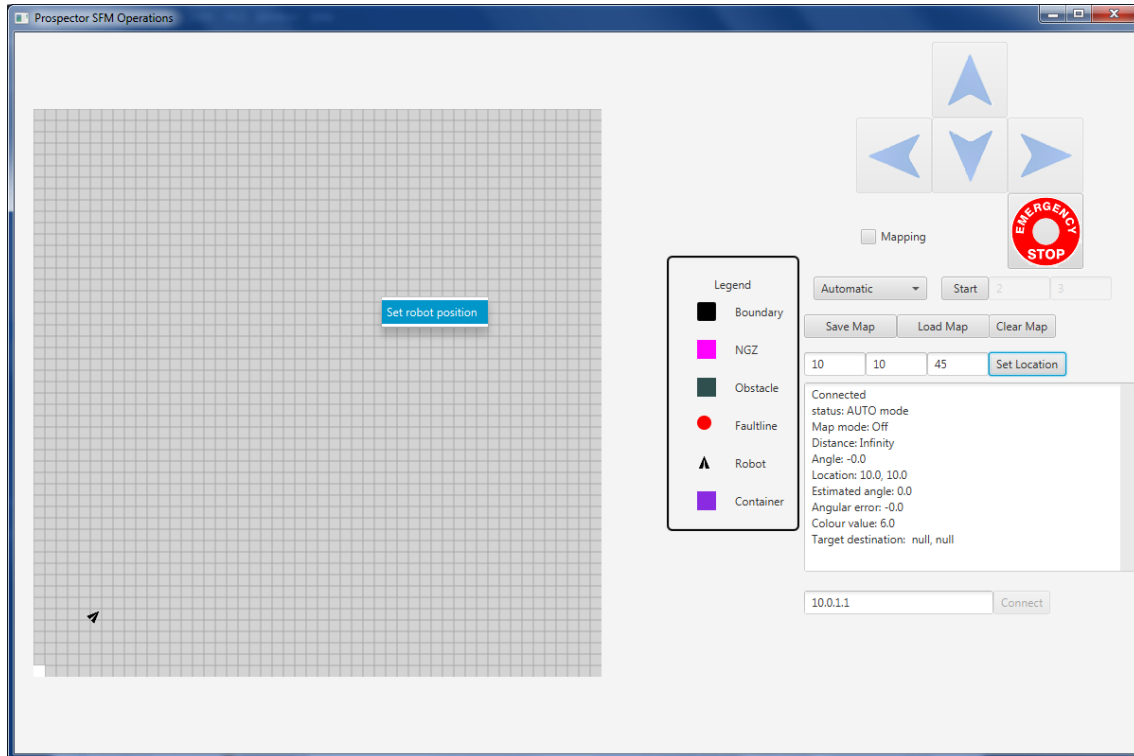 Prospector SFM Operations
EMERGENCY
STOP
Mapping
Legend
Boundary
NGZ
Obstacle
Faultline
Robot
Container
Set robot position
Automatic
Start
2
3
Save Map
Load Map
Clear Map
10
10
45
Set Location
Connected
status: AUTO mode
Map mode: Off
Distance: Infinity
Angle: -0.0
Location: 10.0, 10.0
Estimated angle: 0.0
Angular error: -0.0
Colour value: 6.0
Target destination:  null, null
10.0.1.1
Connect